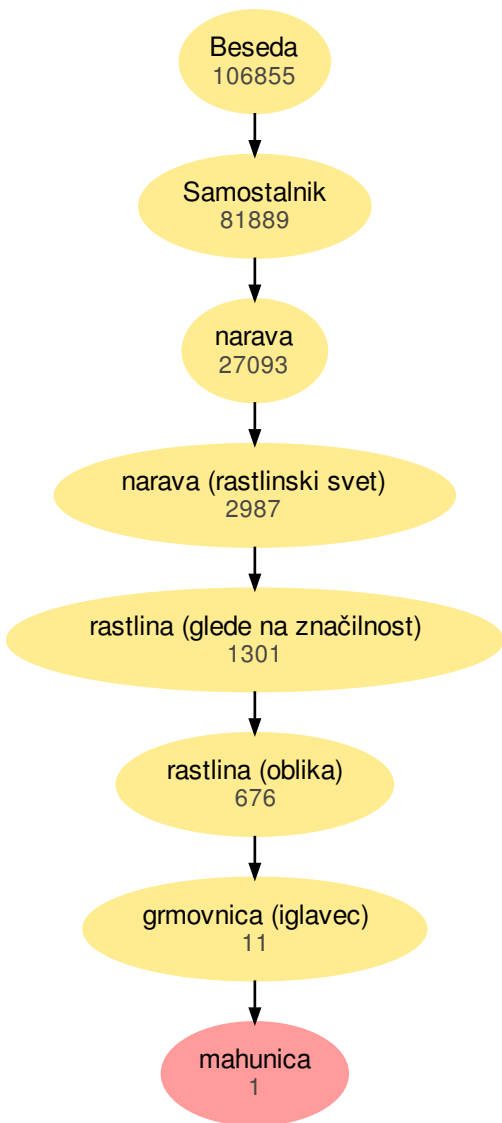 Beseda
106855
Samostalnik
81889
narava
27093
narava (rastlinski svet)
2987
rastlina (glede na značilnost)
1301
rastlina (oblika)
676
grmovnica (iglavec)
11
mahunica
1